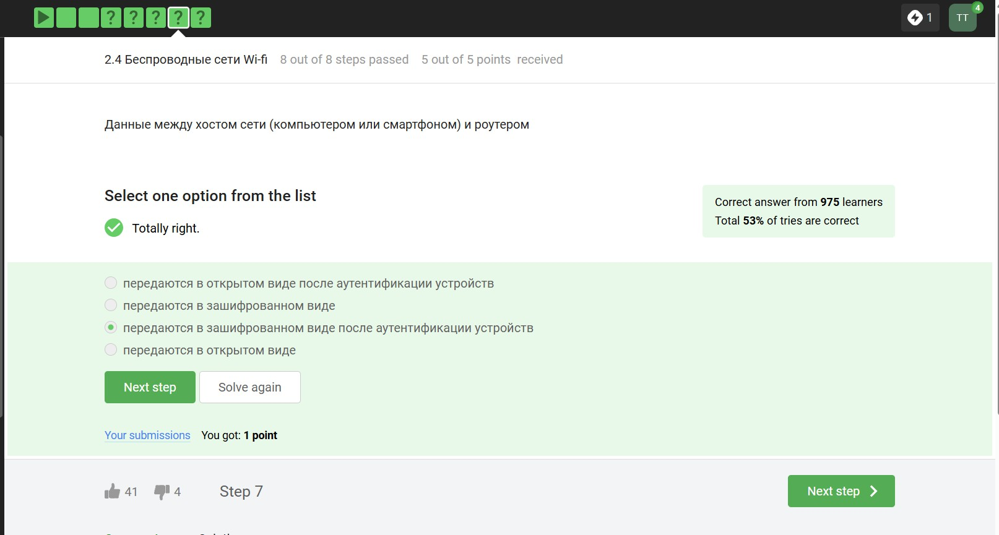 ? ? ? ? ?
1
TT
4
2.4 Беспроводные сети Wi-fi 8 out of 8 steps passed 5 out of 5 points received
Данные между хостом сети (компьютером или смартфоном) и роутером
Select one option from the list
Totally right.
Correct answer from 975 learners
Total 53% of tries are correct
передаются в открытом виде после аутентификации устройств
передаются в зашифрованном виде
передаются в зашифрованном виде после аутентификации устройств
передаются в открытом виде
Next step Solve again
Your submissions You got: 1 point
41 4 Step 7 Next step